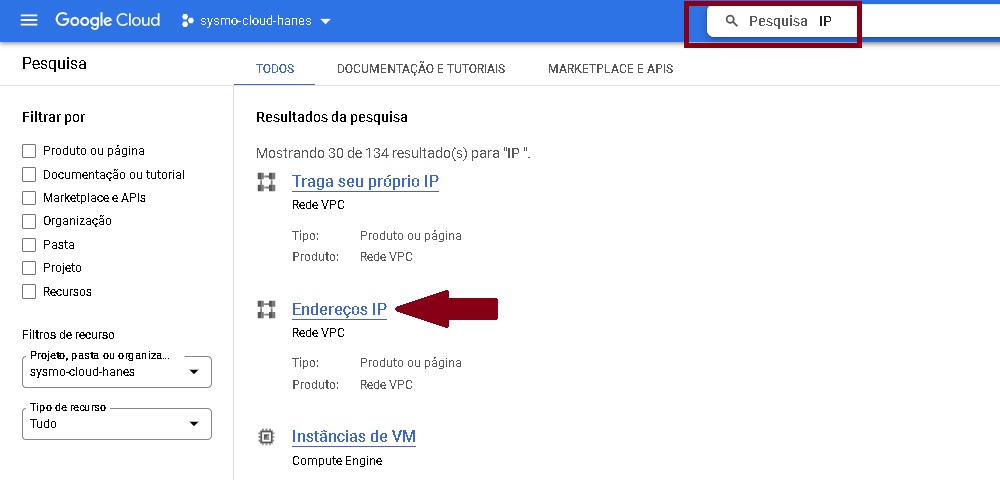 Google Cloud sysmo-cloud-hanes Pesquisa IP
Pesquisa
TODOS DOCUMENTAÇÃO E TUTORIAIS MARKETPLACE E APIS
Filtrar por
Produto ou página
Documentação ou tutorial
Marketplace e APIs
Organização
Pasta
Projeto
Recursos
Filtros de recurso
Projeto, pasta ou organiza...
sysmo-cloud-hanes
Tipo de recurso
Tudo
Resultados da pesquisa
Mostrando 30 de 134 resultado(s) para "IP ".
Traga seu próprio IP
Rede VPC
Tipo: Produto ou página
Produto: Rede VPC
Endereços IP
Rede VPC
Tipo: Produto ou página
Produto: Rede VPC
Instâncias de VM
Compute Engine